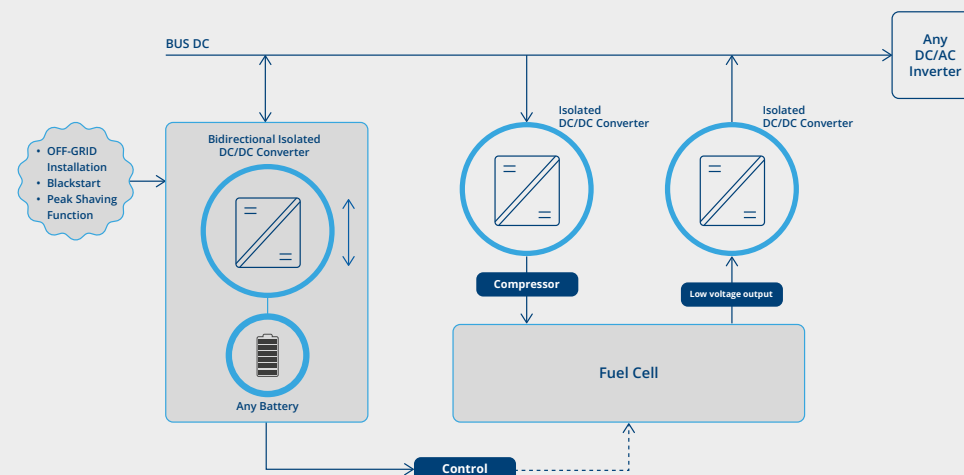 BUS DC
Any
DC/AC
Inverter
Isolated
DC/DC Converter
Isolated
DC/DC Converter
Bidirectional Isolated
DC/DC Converter
• OFF-GRID
Installation
• Blackstart
• Peak Shaving
Function
Compressor
Low voltage output
Fuel Cell
Any Battery
Control